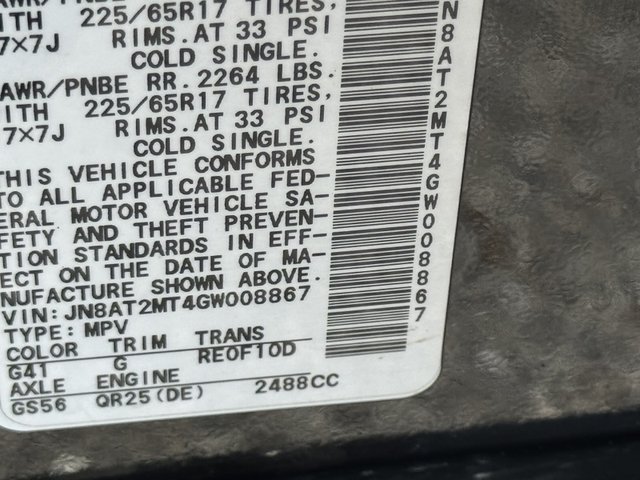 AWR/PNBE
ITH 225/65R17 TIRES,
7×7J RIMS.AT 33 PSI
COLD SINGLE.
AWR/PNBE RR.2264 LBS.
ITH 225/65R17 TIRES,
7×7J RIMS.AT 33 PSI
COLD SINGLE.
THIS VEHICLE CONFORMS
TO ALL APPLICABLE FED-
ERAL MOTOR VEHICLE SA-
FETY AND THEFT PREVEN-
TION STANDARDS IN EFF-
ECT ON THE DATE OF MA-
NUFACTURE SHOWN ABOVE.
VIN:JN8AT2MT4GW008867
TYPE:MPV
COLOR TRIM TRANS
G41 G RE0F10D
AXLE ENGINE
GS56 QR25(DE) 2488CC
N8AT2MT4GW008867